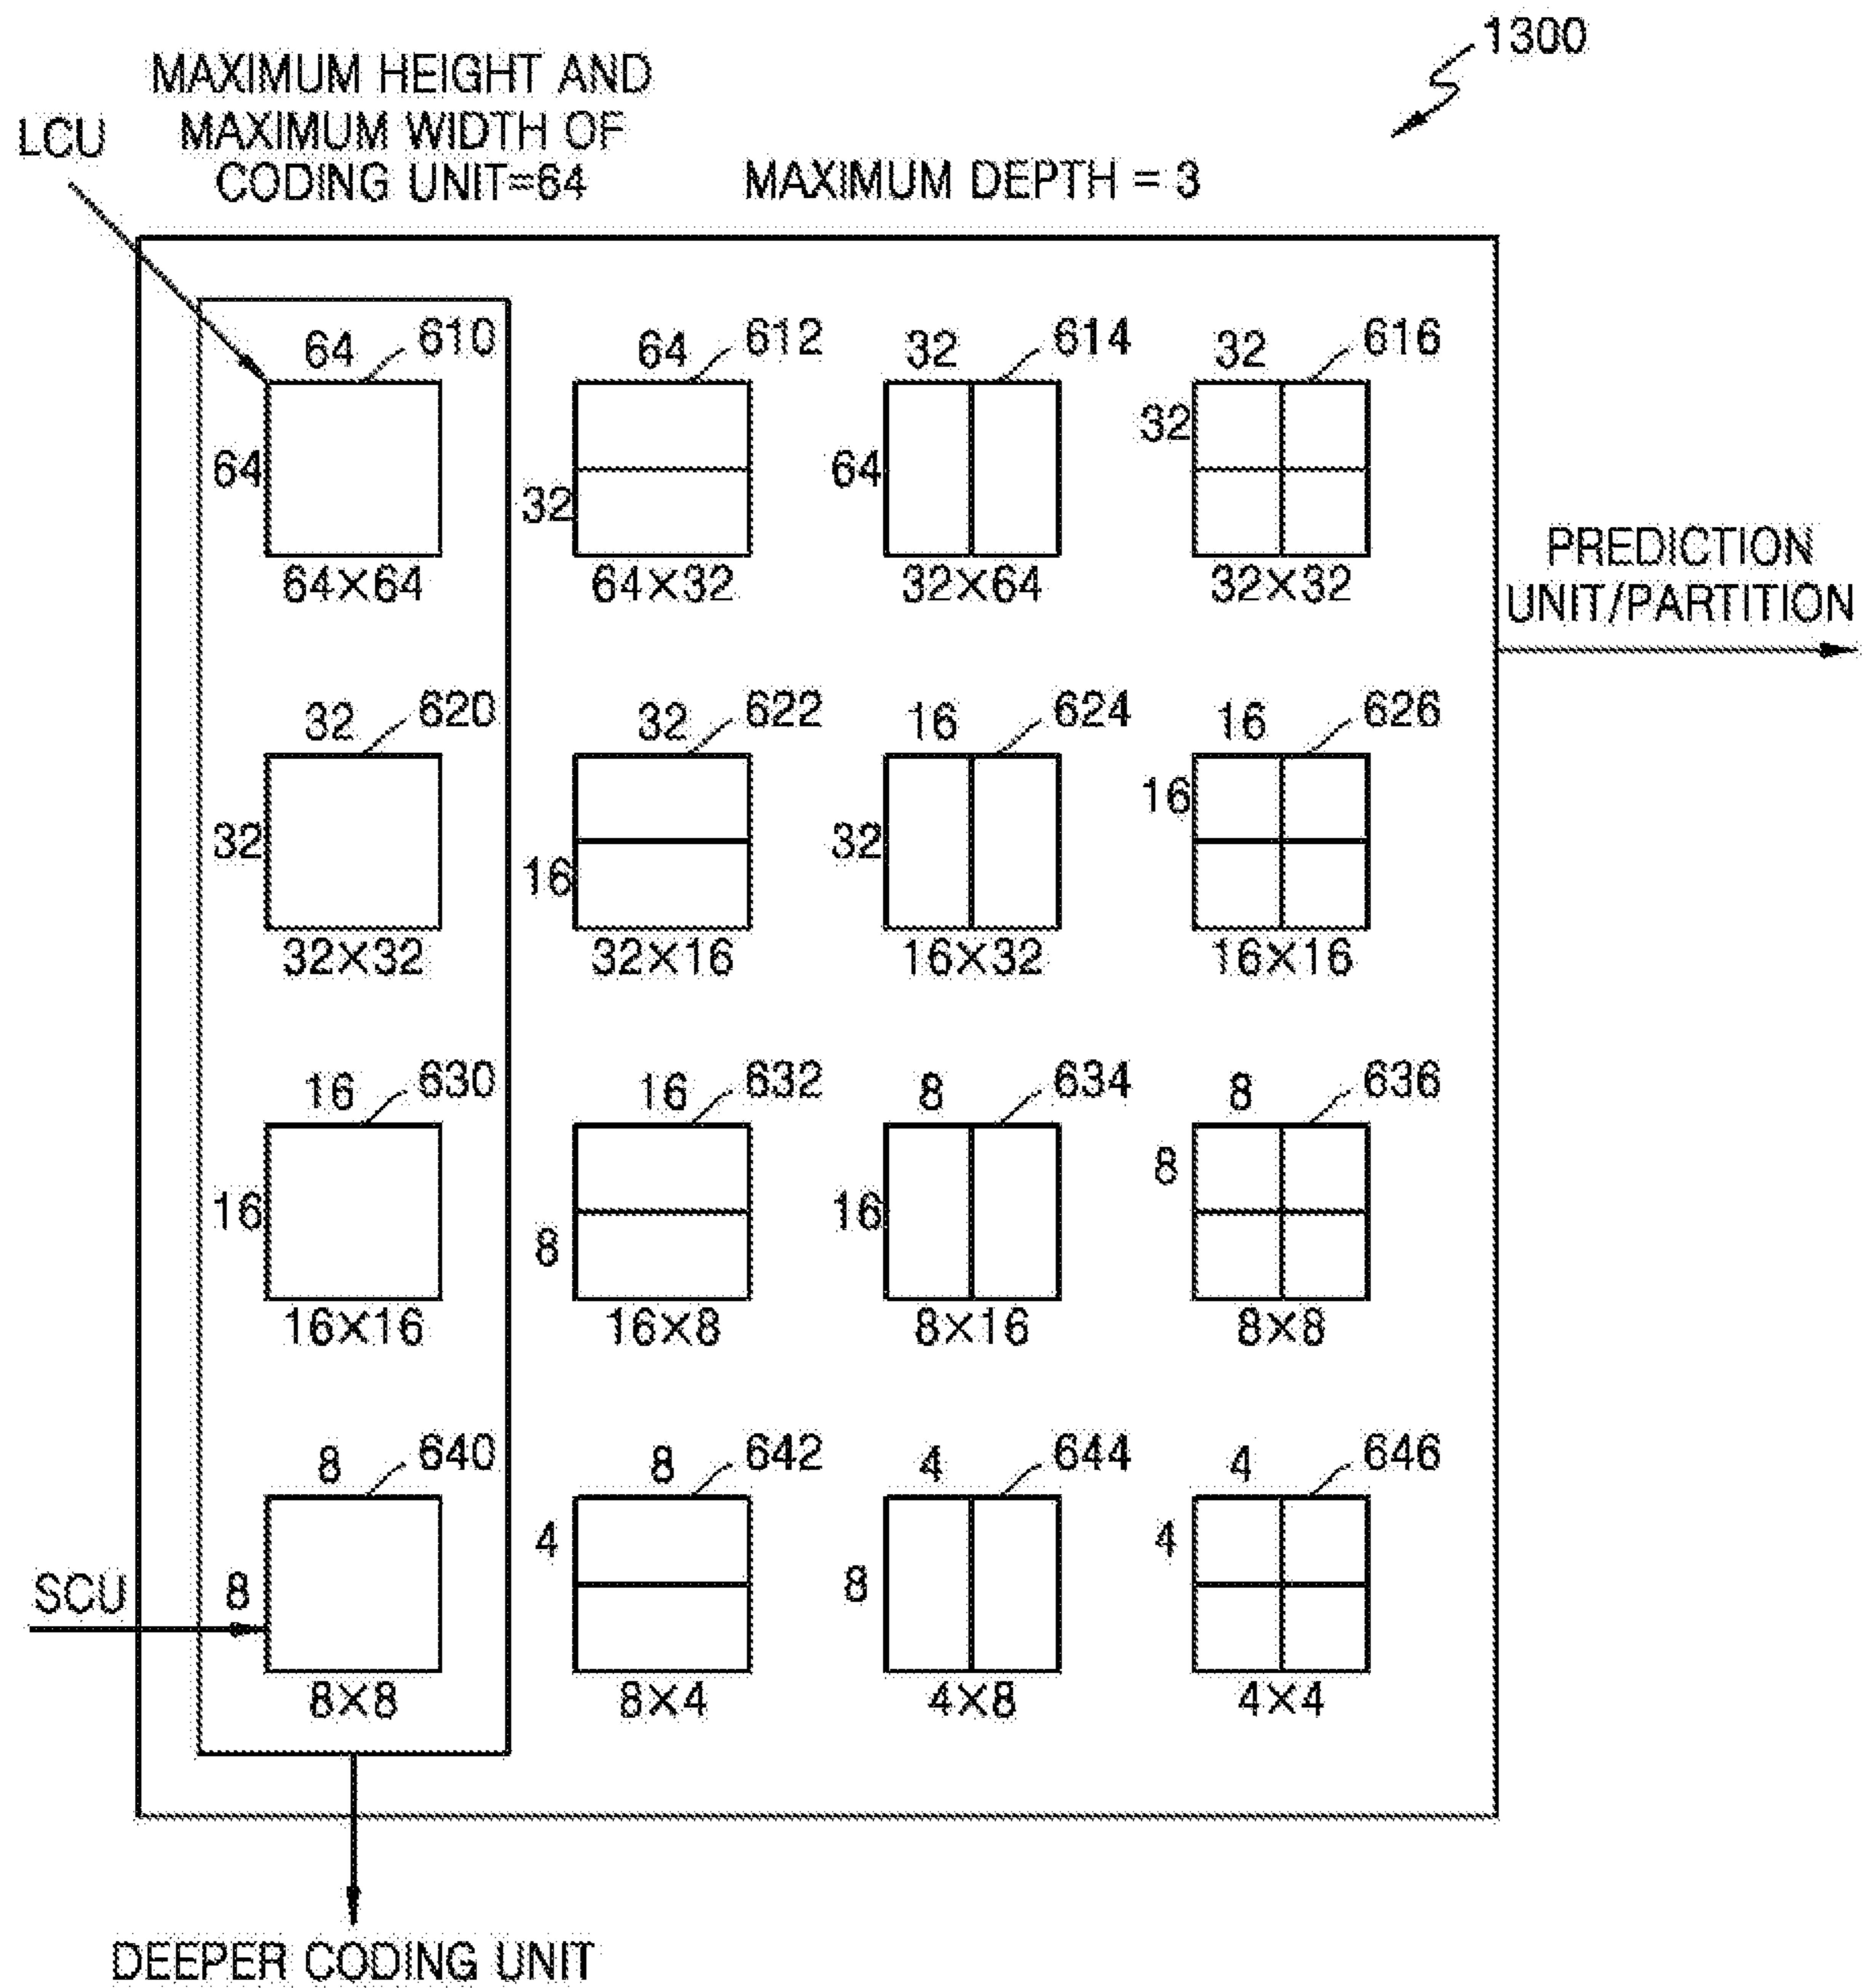 1300
MAXIMUM HEIGHT AND
MAXIMUM WIDTH OF
CODING UNIT=64
LCU
MAXIMUM DEPTH = 3
64 610 64 612 32 614 32 616
64 32 64 32
64×64 64×32 32×64 32×32
PREDICTION
UNIT/PARTITION
32 620 32 622 16 624 16 626
32 16 32 16
32×32 32×16 16×32 16×16
16 630 16 632 8 634 8 636
16 8 16 8
16×16 16×8 8×16 8×8
8 640 8 642 4 644 4 646
SCU 8 4 8 4
8×8 8×4 4×8 4×4
DEEPER CODING UNIT